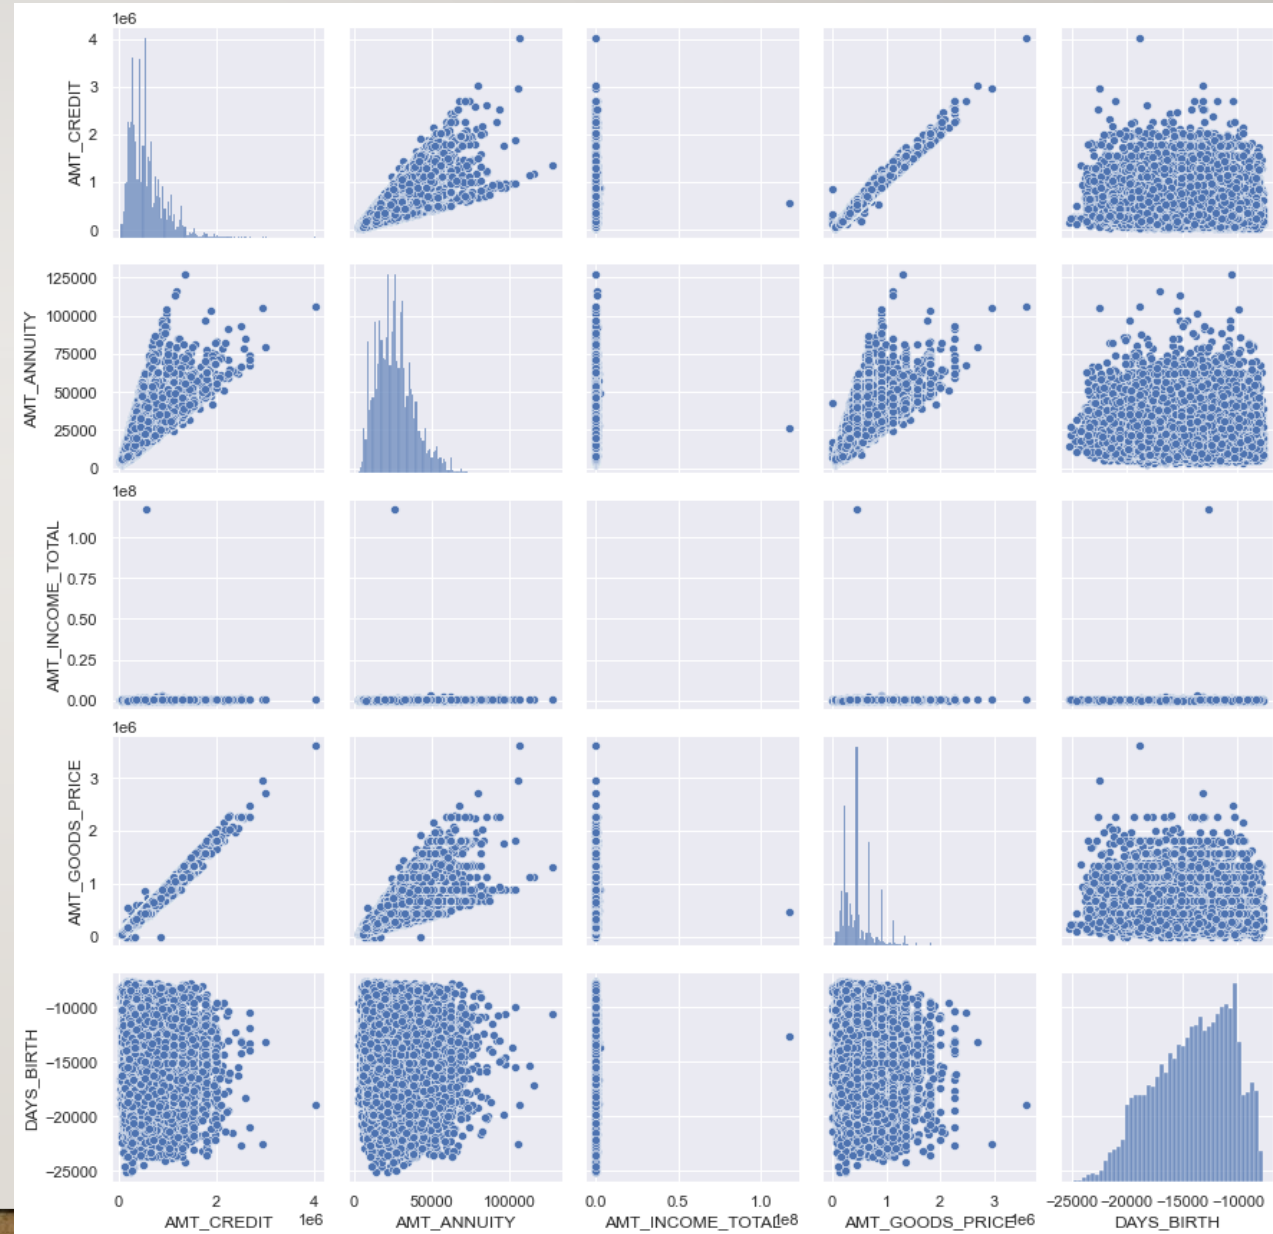 1e6
4
3
2
1
0
AMT_CREDIT
125000
100000
75000
50000
25000
0
AMT_ANNUITY
1e8
1.00
0.75
0.50
0.25
0.00
AMT_INCOME_TOTAL
1e6
3
2
1
0
AMT_GOODS_PRICE
−10000
−15000
−20000
−25000
DAYS_BIRTH
0 2 4 0 50000 100000 0.0 0.5 1.0 0 1 2 3 −25000 −20000 −15000 −10000
AMT_CREDIT 1e6 AMT_ANNUITY AMT_INCOME_TOTAL 1e8 AMT_GOODS_PRICE 1e6 DAYS_BIRTH